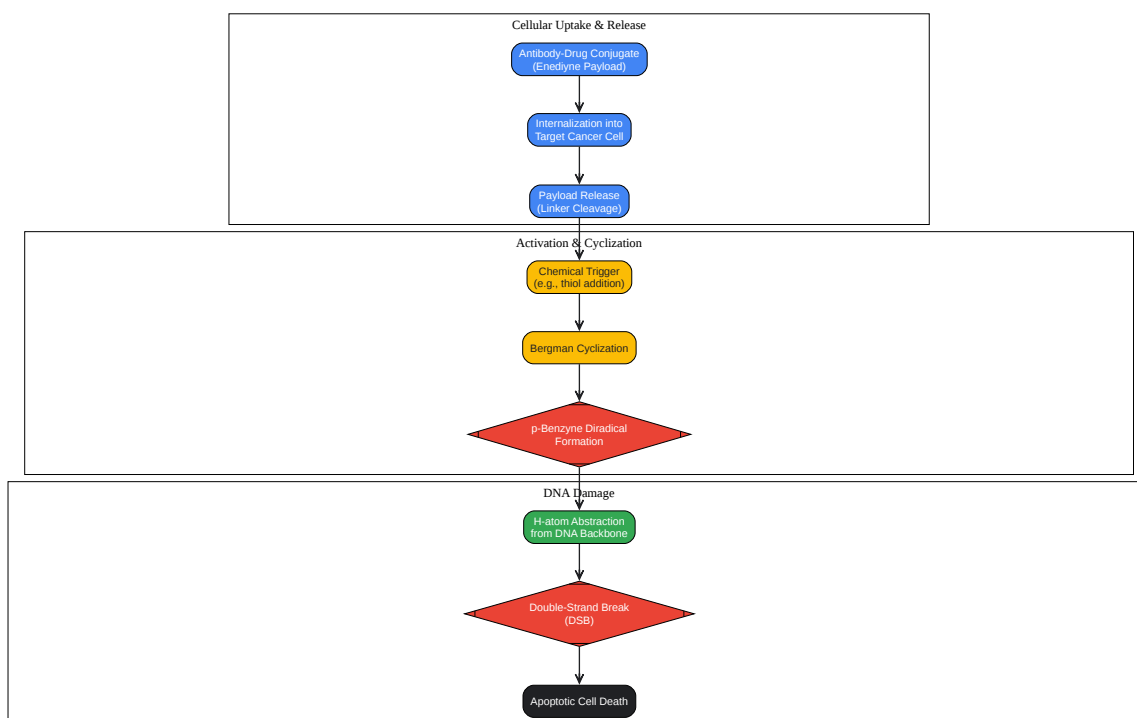 Cellular Uptake & Release
Antibody-Drug Conjugate
(Enediyne Payload)
Internalization into
Target Cancer Cell
Payload Release
(Linker Cleavage)
Activation & Cyclization
Chemical Trigger
(e.g., thiol addition)
Bergman Cyclization
p-Benzyne Diradical
Formation
DNA Damage
H-atom Abstraction
from DNA Backbone
Double-Strand Break
(DSB)
Apoptotic Cell Death